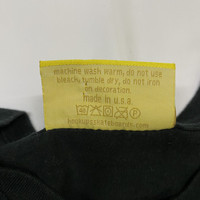 machine wash warm, do not use
bleach, tumble dry, do not iron
on decoration.
made in u.s.a.